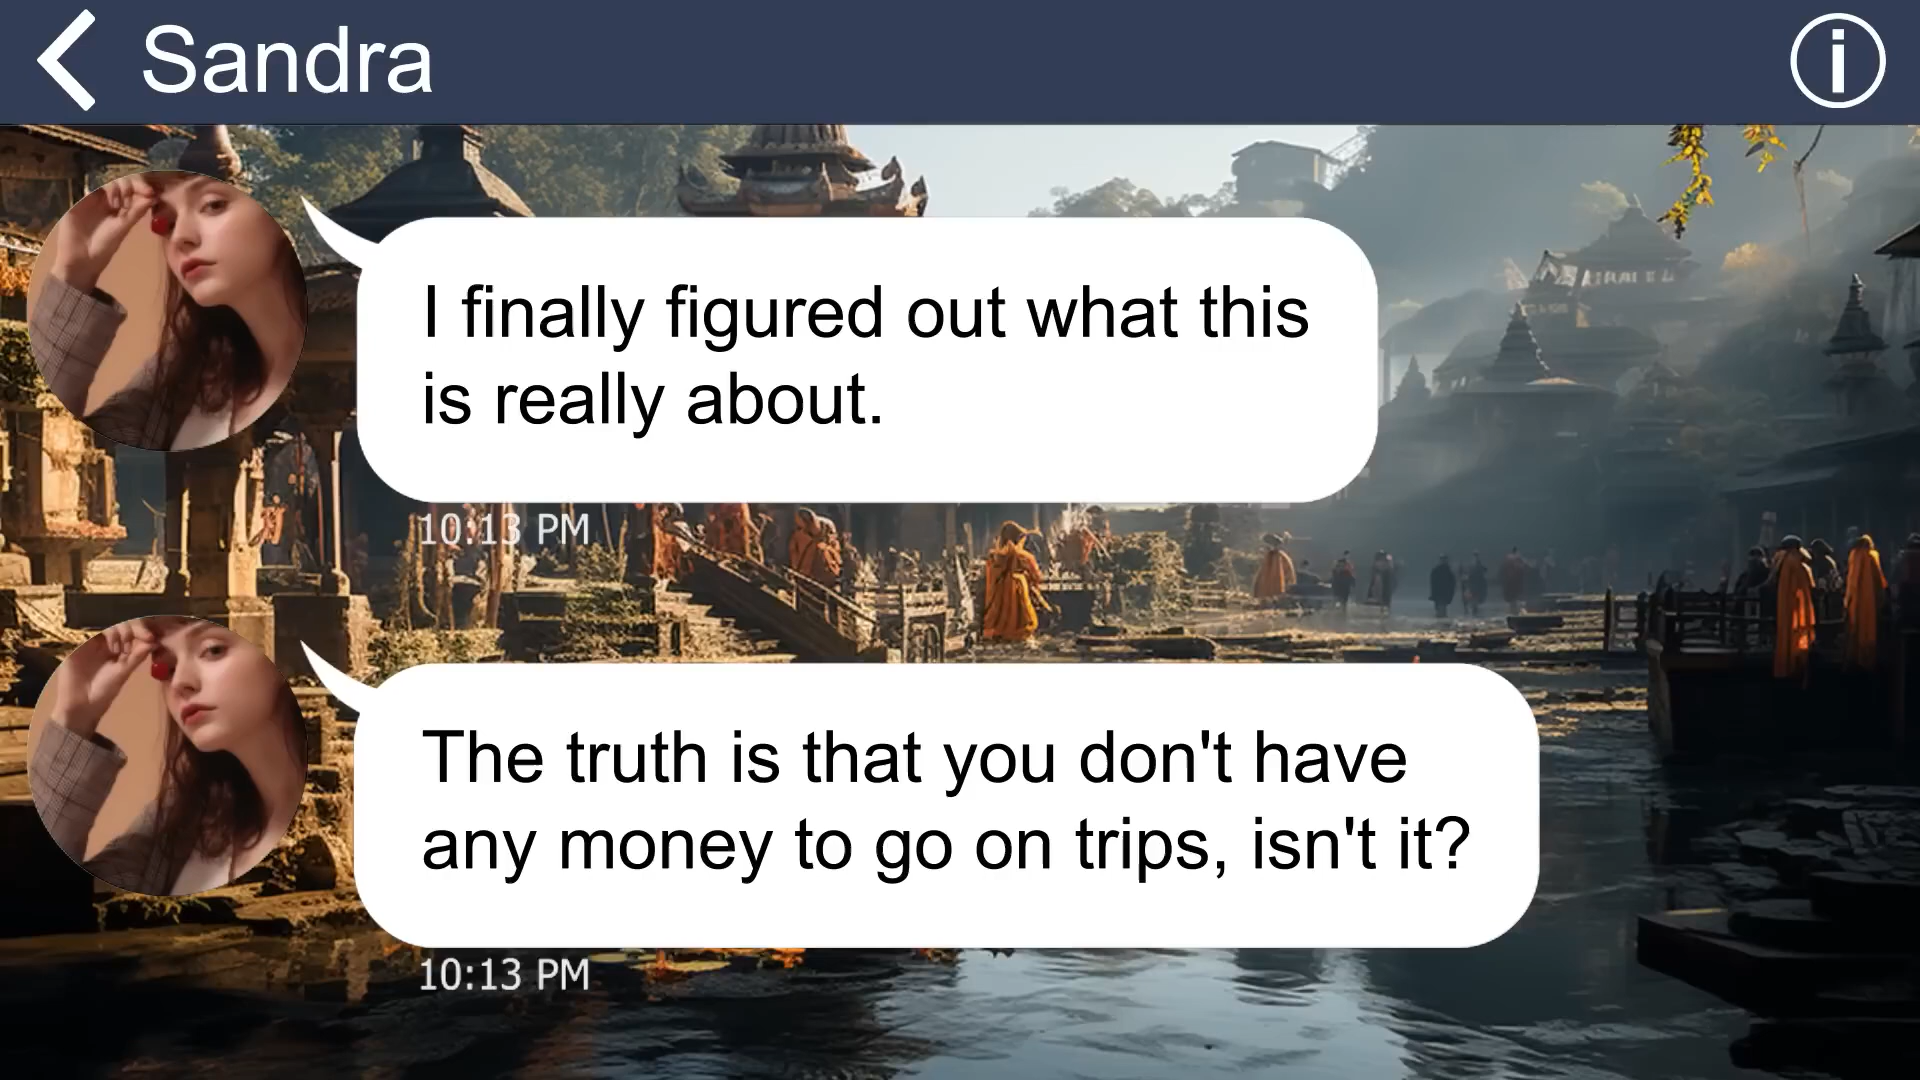 Sandra
I finally figured out what this
is really about.
10:13 PM
The truth is that you don't have
any money to go on trips, isn't it?
10:13 PM